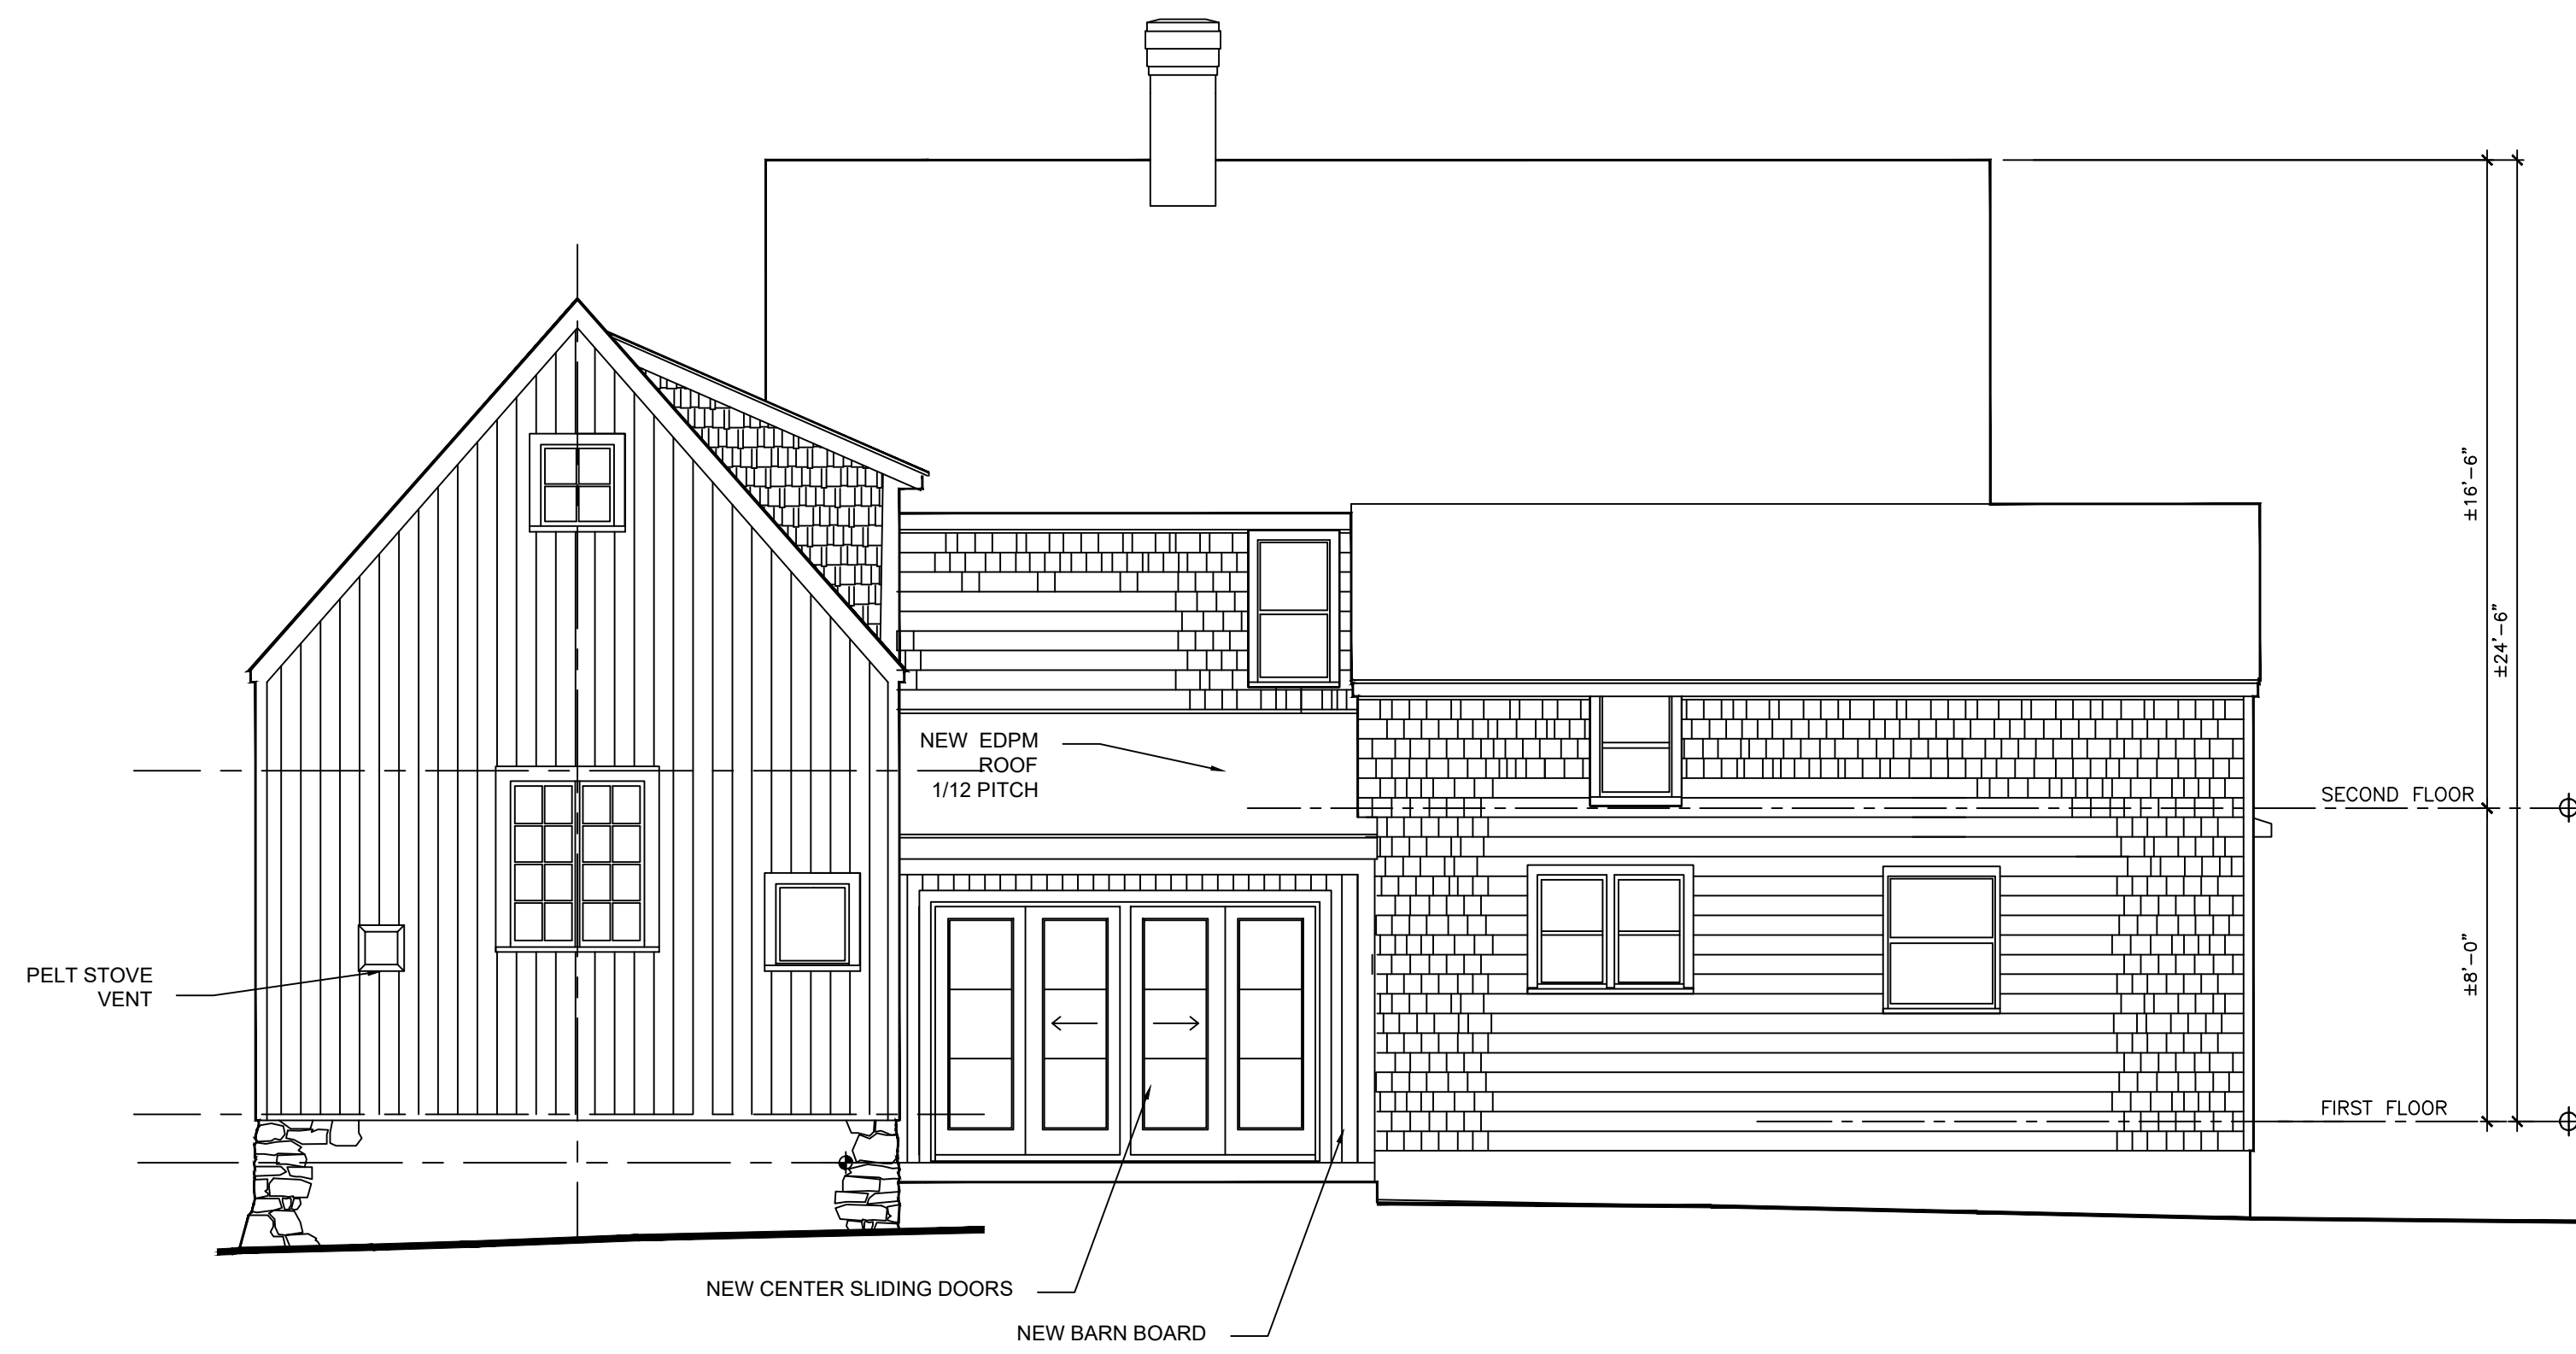 ±16'-6"
±24'-6"
NEW EDPM
ROOF
1/12 PITCH
SECOND FLOOR
±8'-0"
PELT STOVE
VENT
FIRST FLOOR
NEW CENTER SLIDING DOORS
NEW BARN BOARD